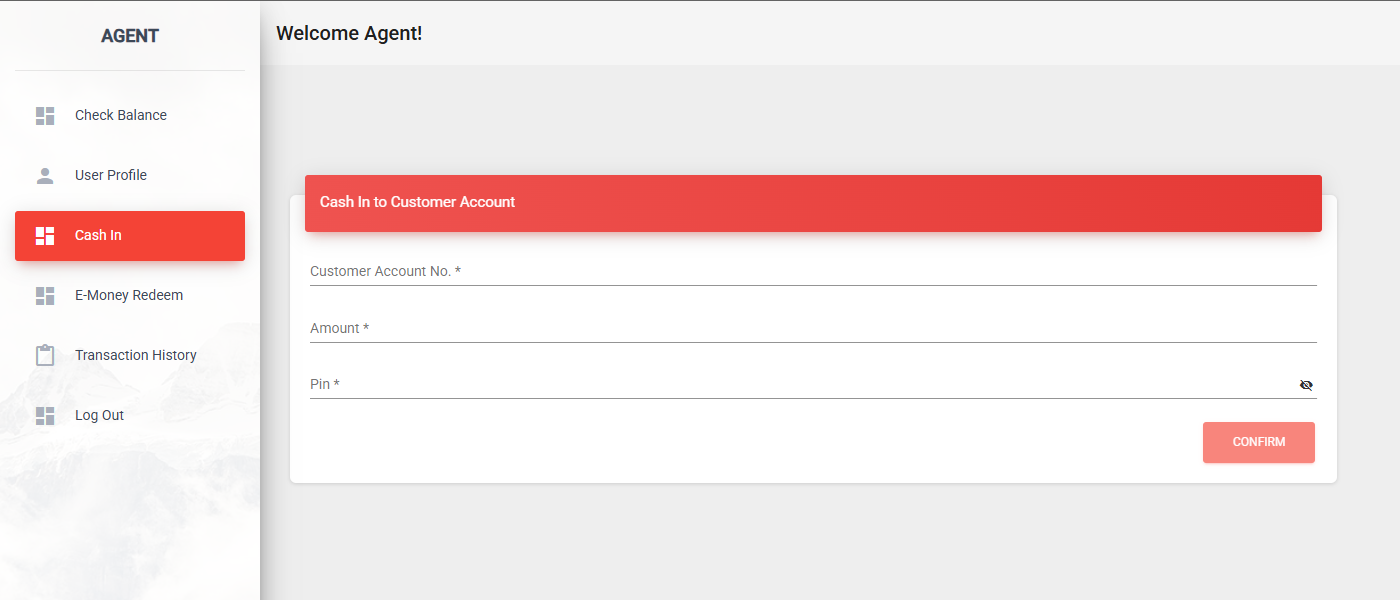 AGENT
Welcome Agent!
Check Balance
User Profile
Cash In
E-Money Redeem
Transaction History
Log Out
Cash In to Customer Account
Customer Account No. *
Amount *
Pin *
CONFIRM